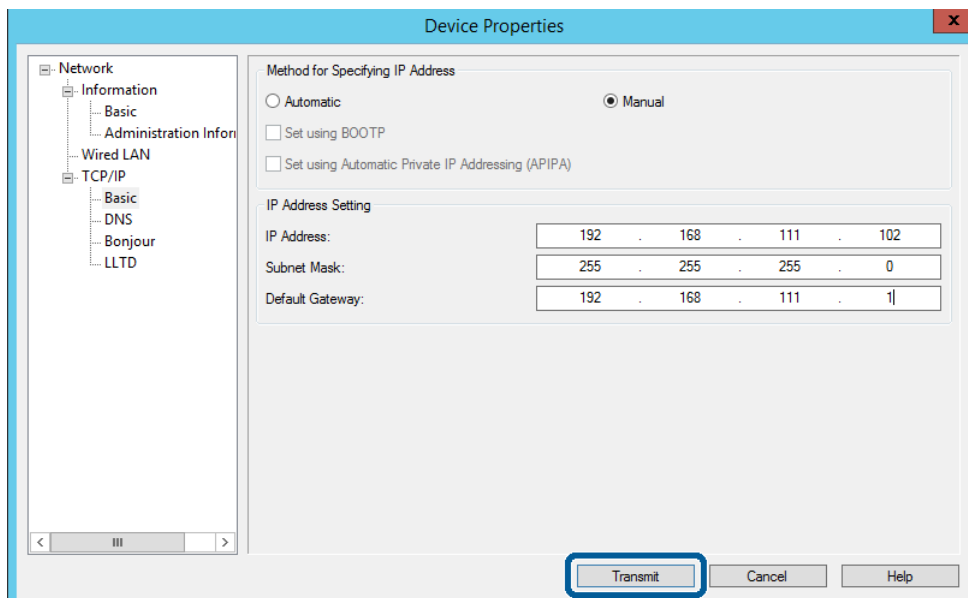 Device Properties
x
Network
Information
Basic
Administration Inforr
Wired LAN
TCP/IP
Basic
DNS
Bonjour
LLTD
Method for Specifying IP Address
Automatic Manual
Set using BOOTP
Set using Automatic Private IP Addressing (APIPA)
IP Address Setting
IP Address: 192 . 168 . 111 . 102
Subnet Mask: 255 . 255 . 255 . 0
Default Gateway: 192 . 168 . 111 . 1
Transmit Cancel Help